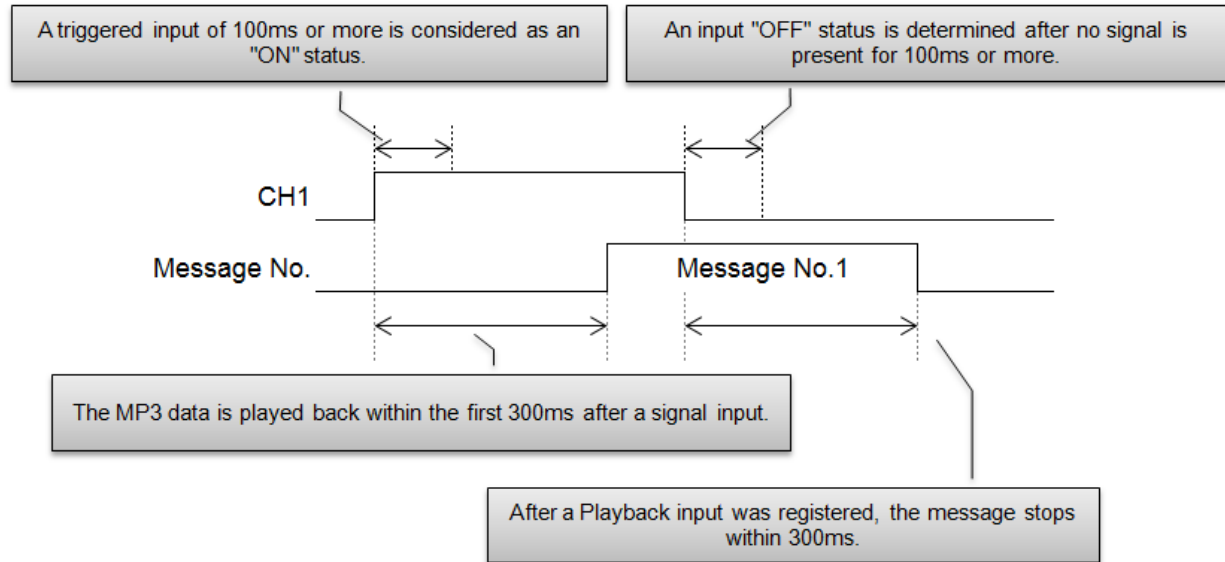 A triggered input of 100ms or more is considered as an
"ON" status.
An input "OFF" status is determined after no signal is
present for 100ms or more.
CH1
Message No.
Message No.1
The MP3 data is played back within the first 300ms after a signal input.
After a Playback input was registered, the message stops
within 300ms.